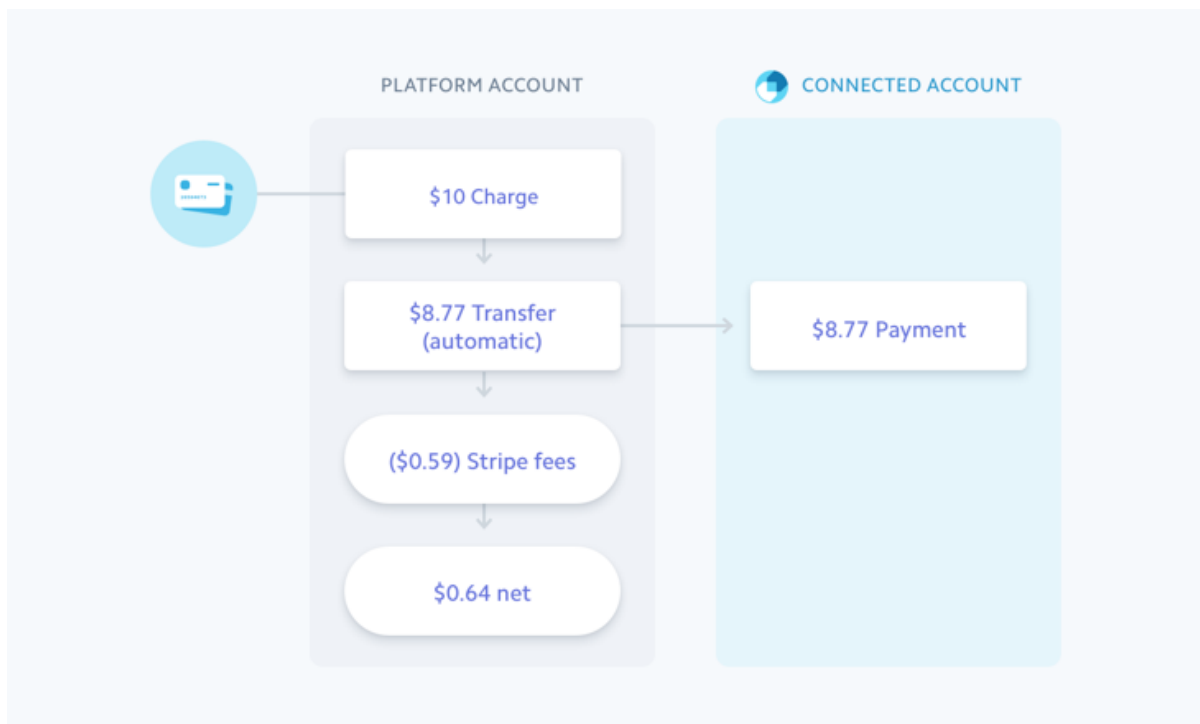 PLATFORM ACCOUNT
CONNECTED ACCOUNT
$10 Charge
$8.77 Transfer
(automatic)
$8.77 Payment
($0.59) Stripe fees
$0.64 net